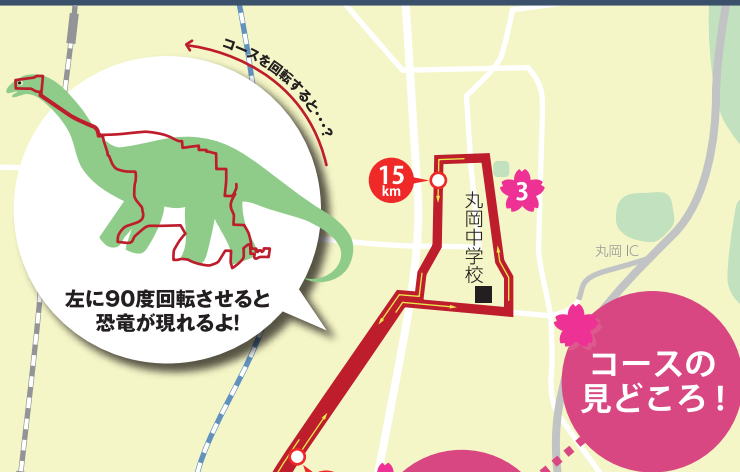 コースを回転すると・・・?
左に90度回転させると
恐竜が現れるよ!
15
km
3
丸岡中学校
丸岡 IC
コースの
見どころ!